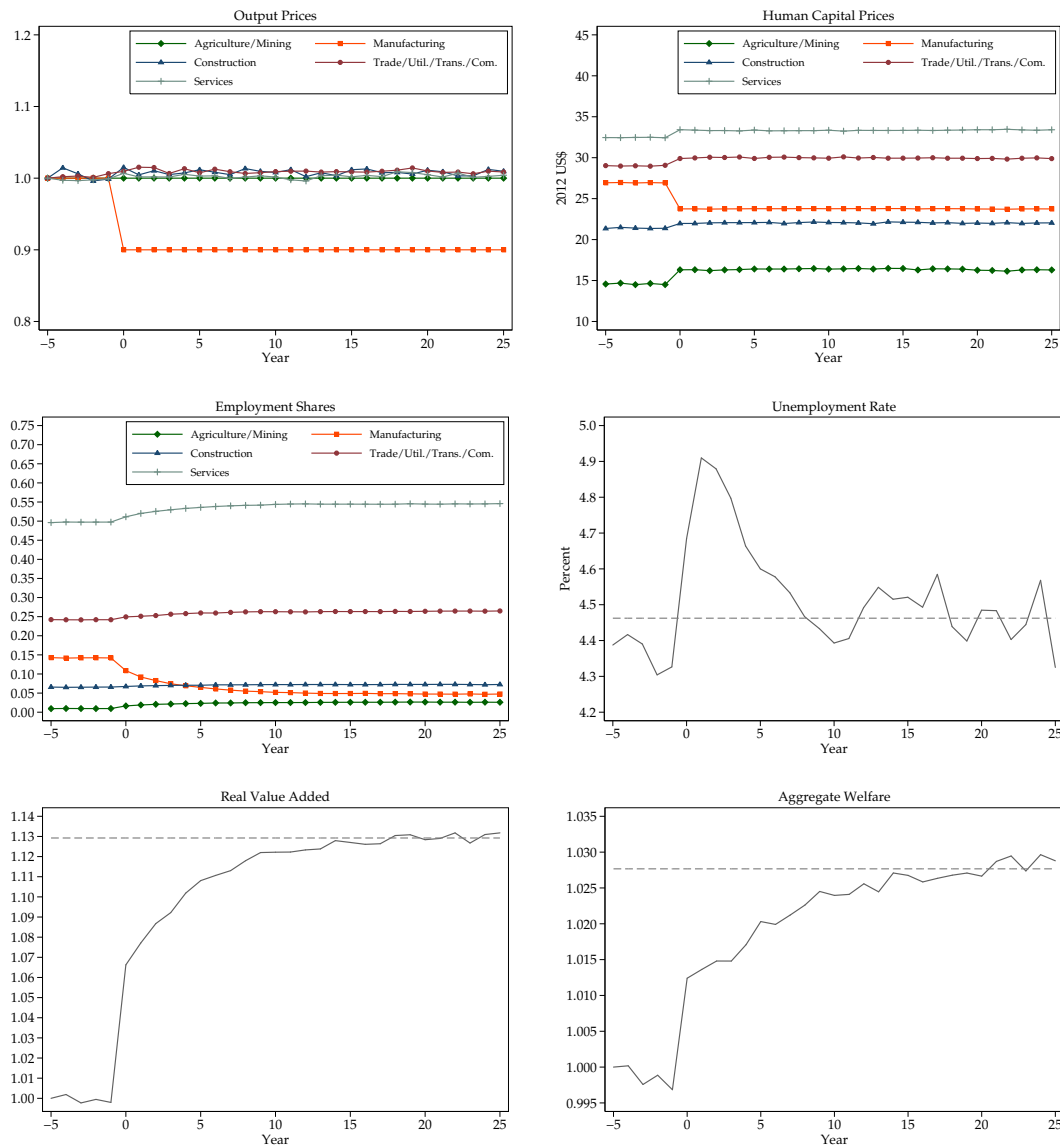 Output Prices
1.2
1.1
1.0
0.9
0.8
Agriculture/Mining
Manufacturing
Construction
Trade/Util./Trans./Com.
Services
−5 0 5 10 15 20 25
Year
Human Capital Prices
2012 US$
45
40
35
30
25
20
15
10
Agriculture/Mining
Manufacturing
Construction
Trade/Util./Trans./Com.
Services
−5 0 5 10 15 20 25
Year
Employment Shares
0.75
0.70
0.65
0.60
0.55
0.50
0.45
0.40
0.35
0.30
0.25
0.20
0.15
0.10
0.05
0.00
Agriculture/Mining
Manufacturing
Construction
Trade/Util./Trans./Com.
Services
−5 0 5 10 15 20 25
Year
Unemployment Rate
Percent
5.0
4.9
4.8
4.7
4.6
4.5
4.4
4.3
4.2
−5 0 5 10 15 20 25
Year
Real Value Added
1.14
1.13
1.12
1.11
1.10
1.09
1.08
1.07
1.06
1.05
1.04
1.03
1.02
1.01
1.00
−5 0 5 10 15 20 25
Year
Aggregate Welfare
1.035
1.030
1.025
1.020
1.015
1.010
1.005
1.000
0.995
−5 0 5 10 15 20 25
Year